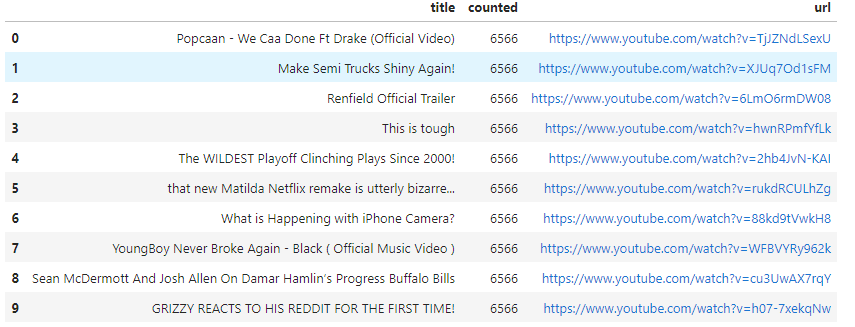 title counted url
0 Popcaan - We Caa Done Ft Drake (Official Video) 6566 https://www.youtube.com/watch?v=TjJZNdLSexU
1 Make Semi Trucks Shiny Again! 6566 https://www.youtube.com/watch?v=XJUq7Od1sFM
2 Renfield Official Trailer 6566 https://www.youtube.com/watch?v=6LmO6rmDW08
3 This is tough 6566 https://www.youtube.com/watch?v=hwnRPmfYfLk
4 The WILDEST Playoff Clinching Plays Since 2000! 6566 https://www.youtube.com/watch?v=2hb4JvN-KAI
5 that new Matilda Netflix remake is utterly bizarre... 6566 https://www.youtube.com/watch?v=rukdRCULhZg
6 What is Happening with iPhone Camera? 6566 https://www.youtube.com/watch?v=88kd9tVwkH8
7 YoungBoy Never Broke Again - Black ( Official Music Video ) 6566 https://www.youtube.com/watch?v=WFBVYRy962k
8 Sean McDermott And Josh Allen On Damar Hamlin’s Progress Buffalo Bills 6566 https://www.youtube.com/watch?v=cu3UwAX7rqY
9 GRIZZY REACTS TO HIS REDDIT FOR THE FIRST TIME! 6566 https://www.youtube.com/watch?v=h07-7xekqNw